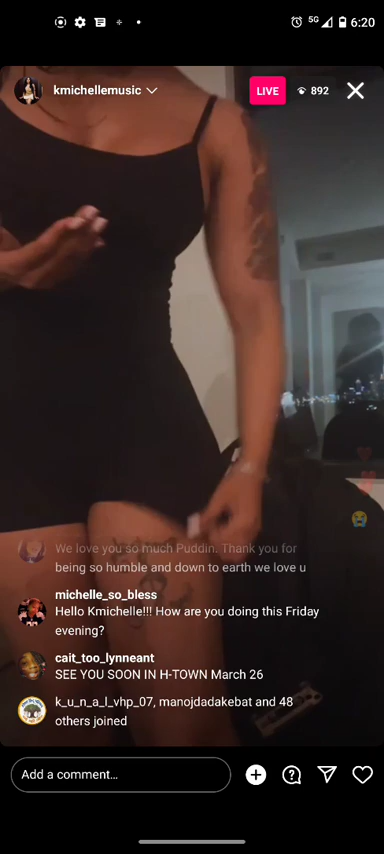 5G 6:20
kmichellemusic LIVE 892
We love you so much Puddin. Thank you for
being so humble and down to earth we love u
michelle_so_bless
Hello Kmichelle!!! How are you doing this Friday
evening?
cait_too_lynneant
SEE YOU SOON IN H-TOWN March 26
k_u_n_a_l_vhp_07, manojdadakebat and 48
others joined
Add a comment...